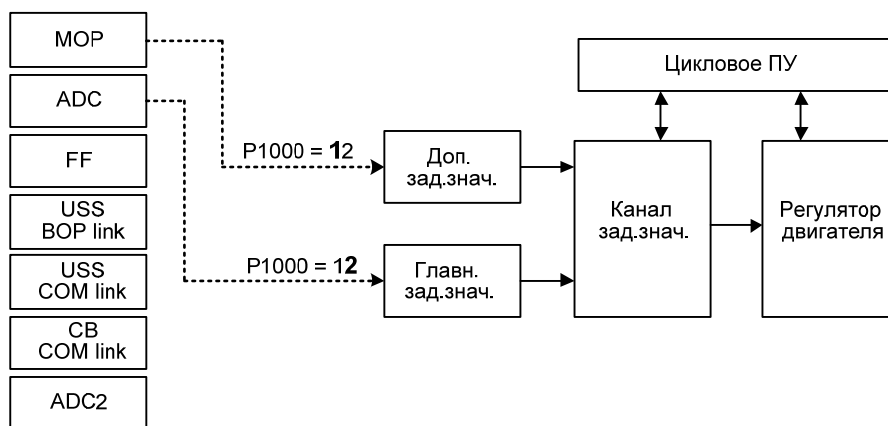 MOP
ADC
FF
USS
BOP link
USS
COM link
CB
COM link
ADC2
P1000 = 12
P1000 = 12
Доп.
зад.знач.
Главн.
зад.знач.
Цикловое ПУ
Канал
зад.знач.
Регулятор
двигателя